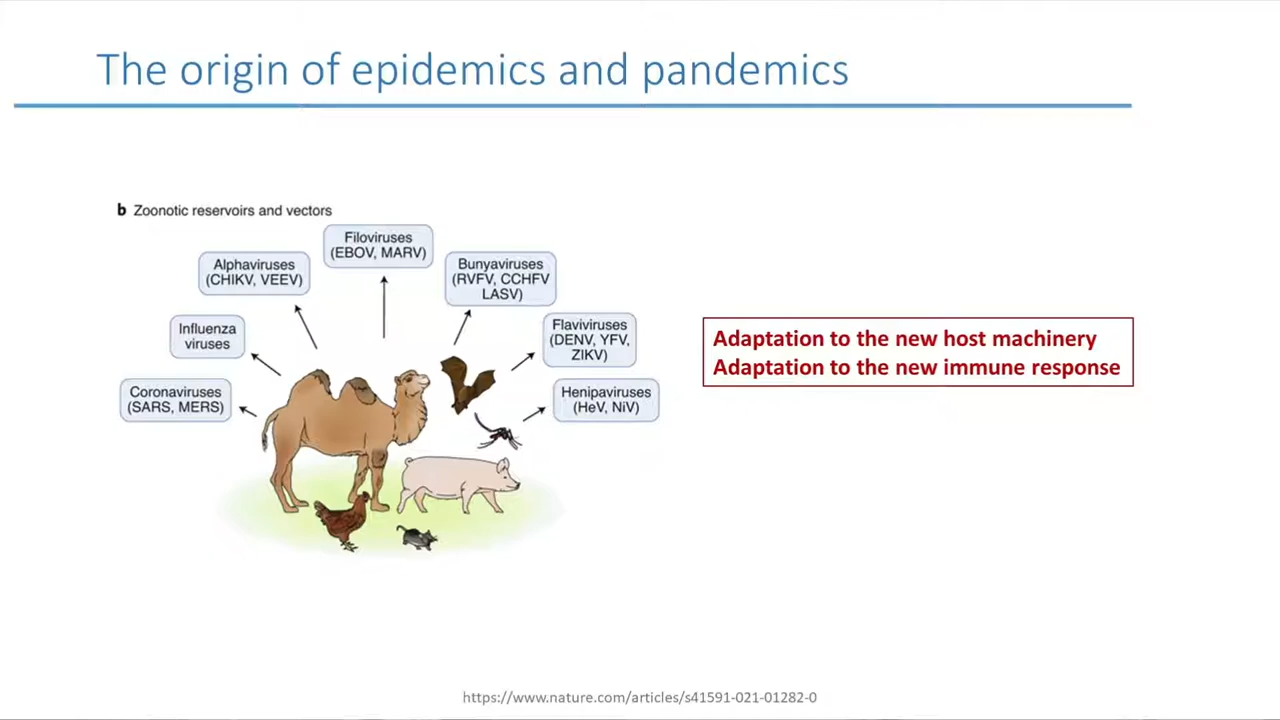 The origin of epidemics and pandemics
b Zoonotic reservoirs and vectors
Filoviruses
(EBOV, MARV)
Alphaviruses
(CHIKV, VEEV)
Bunyaviruses
(RVFV, CCHFV
LASV)
Influenza
viruses
Flaviviruses
(DENV, YFV,
ZIKV)
Coronaviruses
(SARS, MERS)
Henipaviruses
(HeV, NiV)
Adaptation to the new host machinery
Adaptation to the new immune response
https://www.nature.com/articles/s41591-021-01282-0